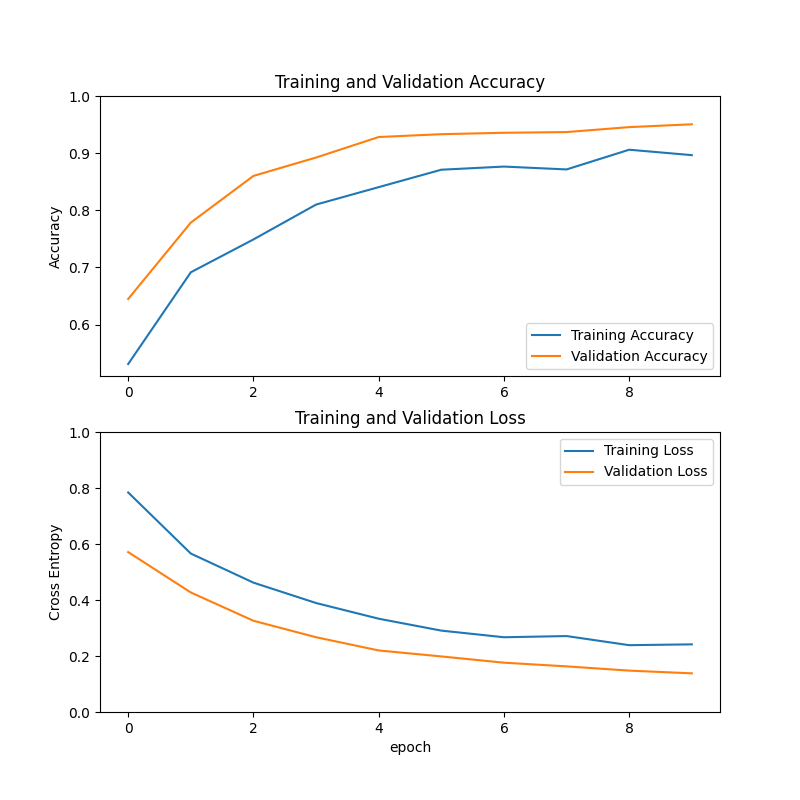 Training and Validation Accuracy
1.0
0.9
0.8
0.7
0.6
Accuracy
Training Accuracy
Validation Accuracy
0 2 4 6 8
Training and Validation Loss
1.0
0.8
0.6
0.4
0.2
0.0
Cross Entropy
Training Loss
Validation Loss
0 2 4 6 8
epoch